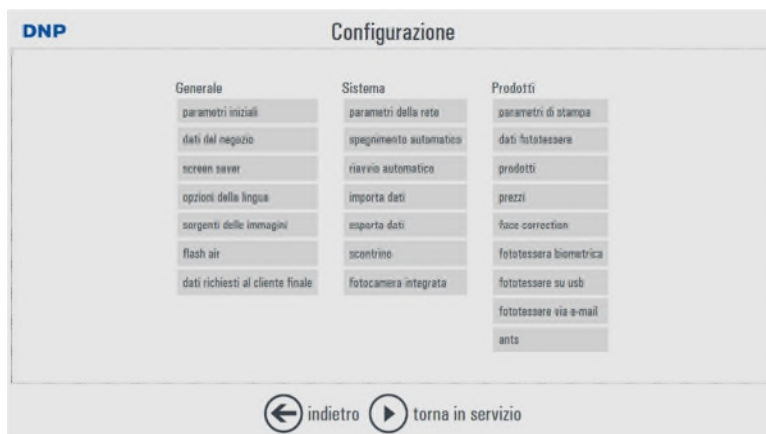 DNP
Configurazione
Generale
parametri iniziali
dati del negozio
screen saver
opzioni della lingua
sorgenti delle immagini
flash air
dati richiesti al cliente finale
Sistema
parametri della rete
spegnimento automatico
riavvio automatico
importa dati
esporta dati
scontrino
fotocamera integrata
Prodotti
parametri di stampa
dati fototessere
prodotti
prezzi
face correction
fototessera biometrica
fototessere su usb
fototessere via e-mail
ants
indietro
torna in servizio